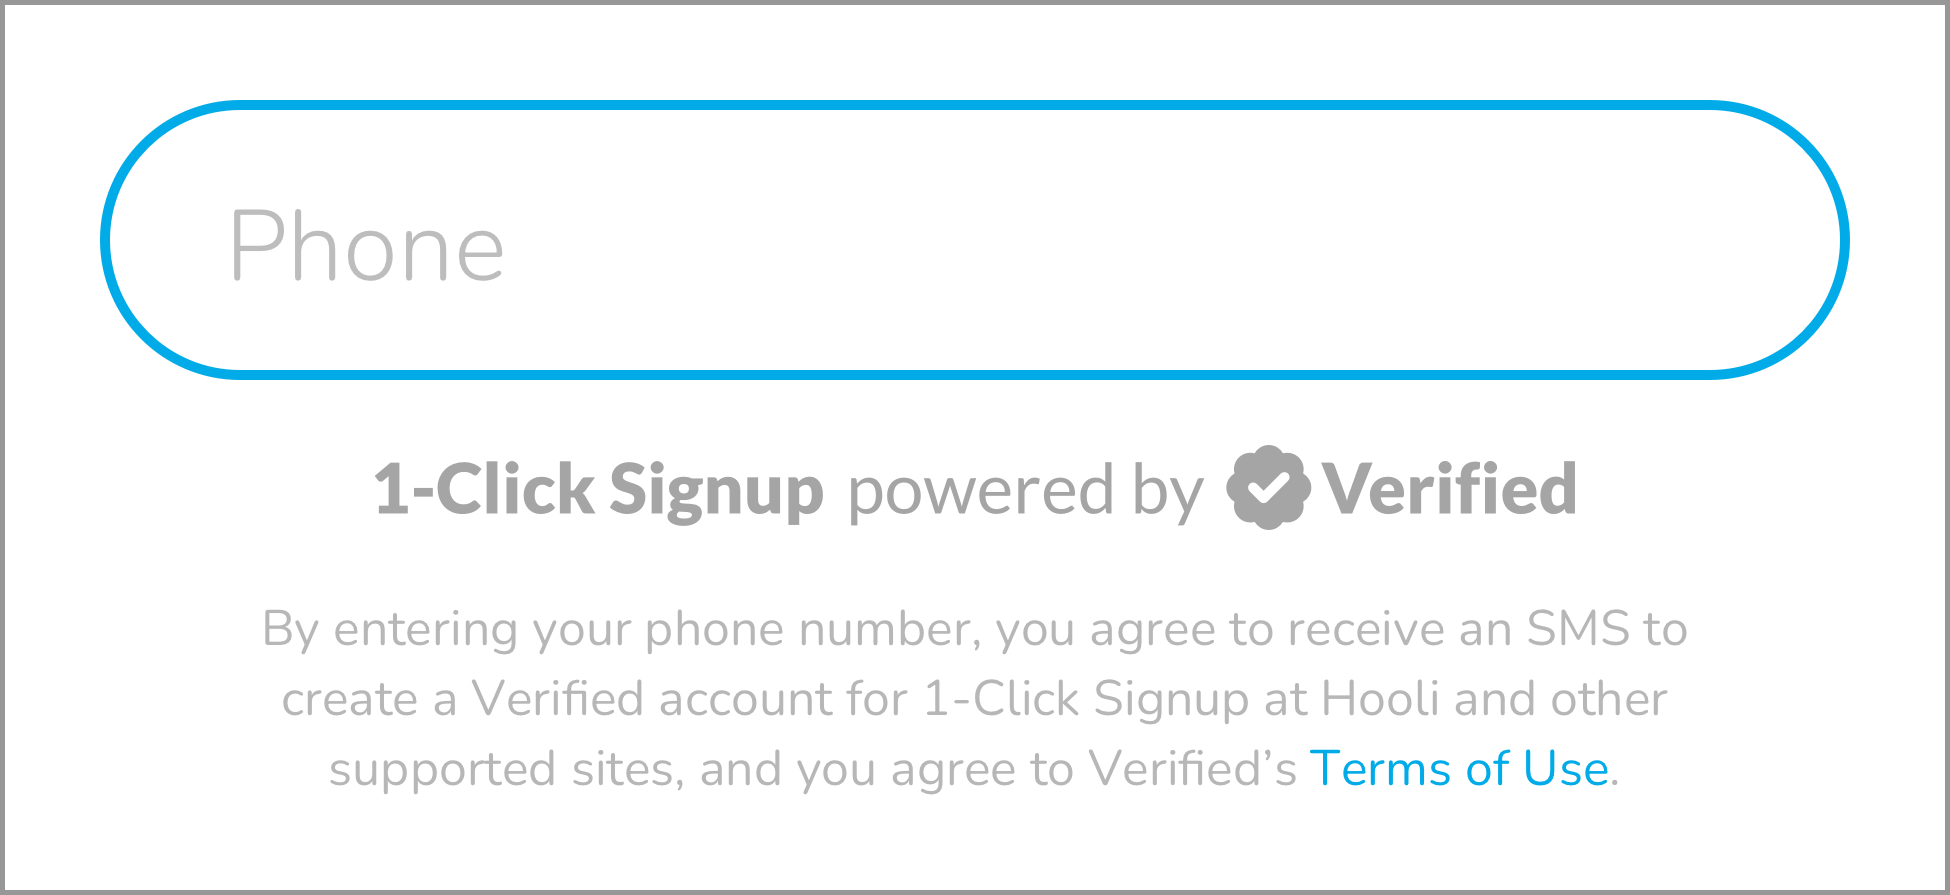 Phone
1-Click Signup powered by Verified
By entering your phone number, you agree to receive an SMS to
create a Verified account for 1-Click Signup at Hooli and other
supported sites, and you agree to Verified’s Terms of Use.